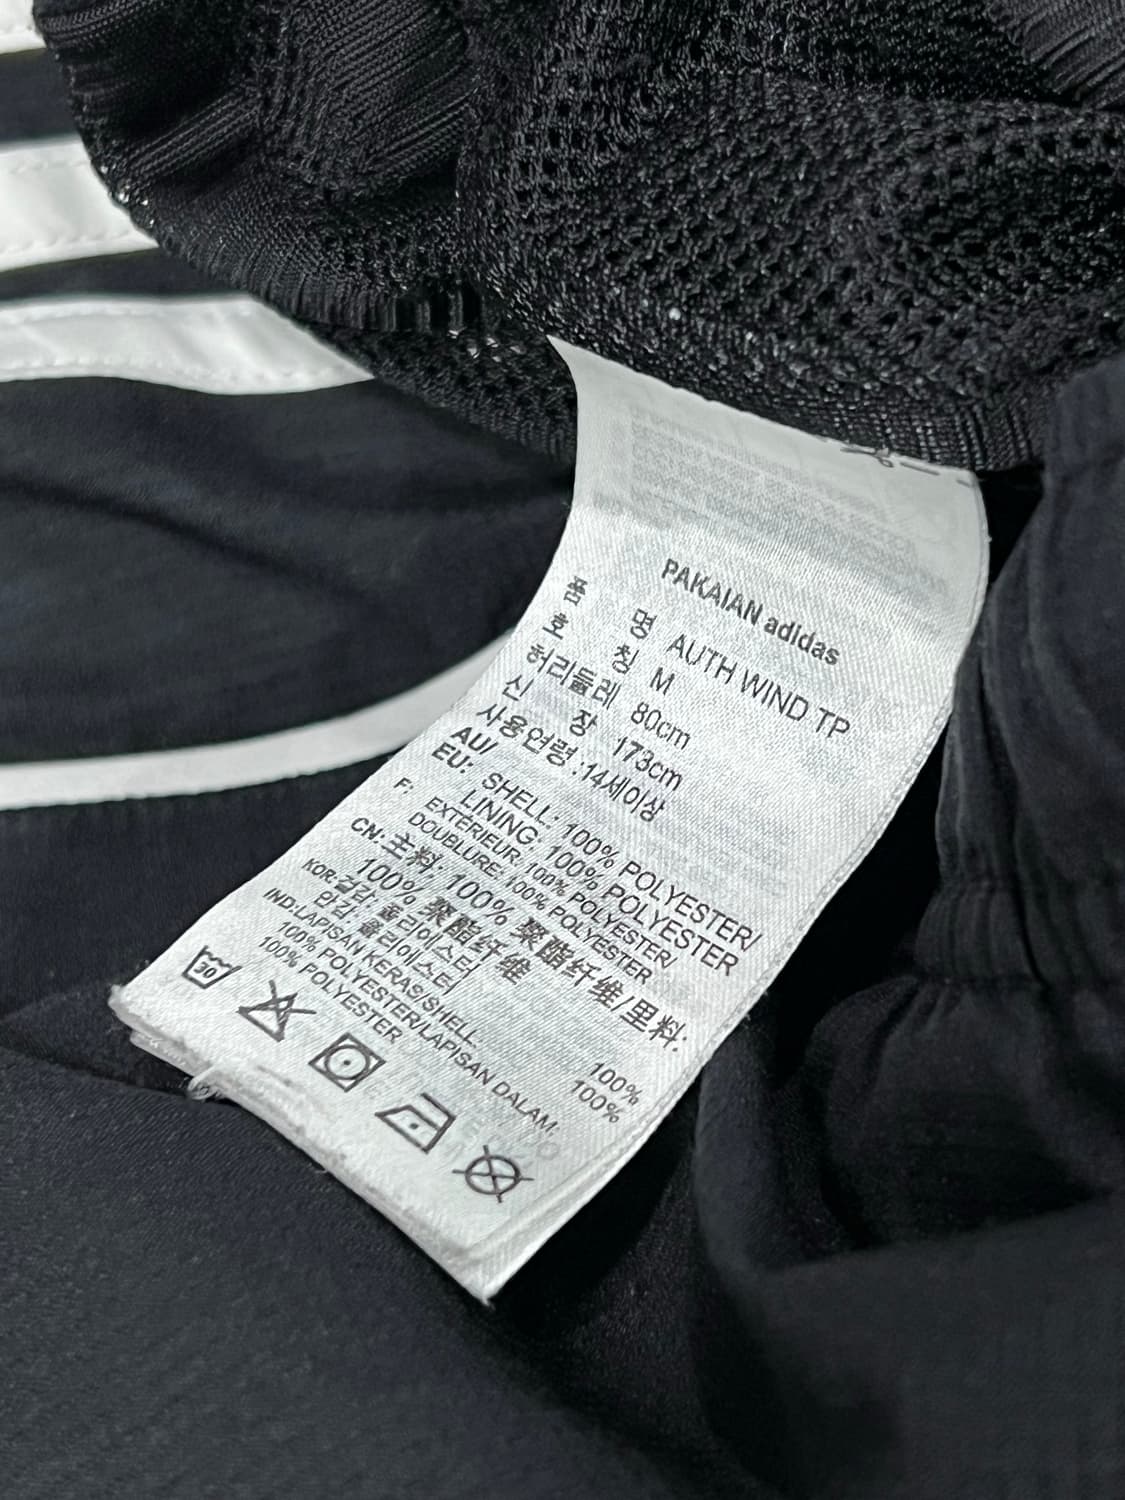 PAKAIAN adidas
품 명 AUTH WIND TP
호 칭 M
허리둘레 80cm
신 장 173cm
사용연령 :14세이상
AU/
EU: SHELL: 100% POLYESTER/
LINING: 100% POLYESTER
F: EXTÉRIEUR: 100% POLYESTER/
DOUBLURE: 100% POLYESTER
CN: 主料: 100% 聚酯纤维/里料:
100% 聚酯纤维
KOR:겉감: 폴리에스터 100%
안감: 폴리에스터 100%
IND:LAPISAN KERAS/SHELL
100% POLYESTER/LAPISAN DALAM:
100% POLYESTER
30